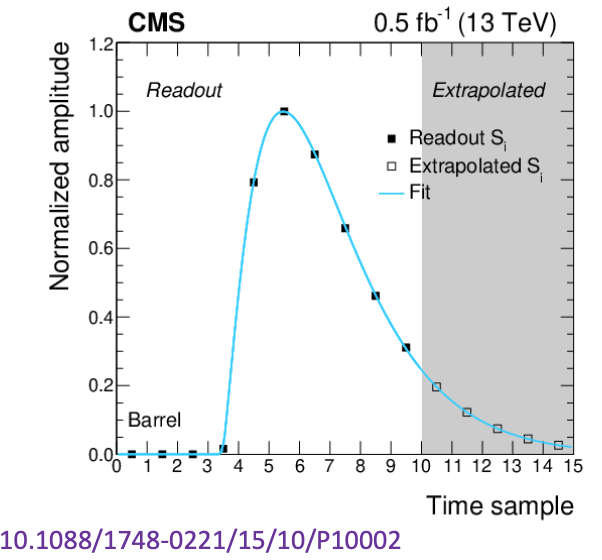 CMS 0.5 fb-1 (13 TeV)
Normalized amplitude
1.2
1.0
0.8
0.6
0.4
0.2
0.0
Readout
Extrapolated
Readout Si
Extrapolated Si
Fit
Barrel
0 1 2 3 4 5 6 7 8 9 10 11 12 13 14 15
Time sample
10.1088/1748-0221/15/10/P10002